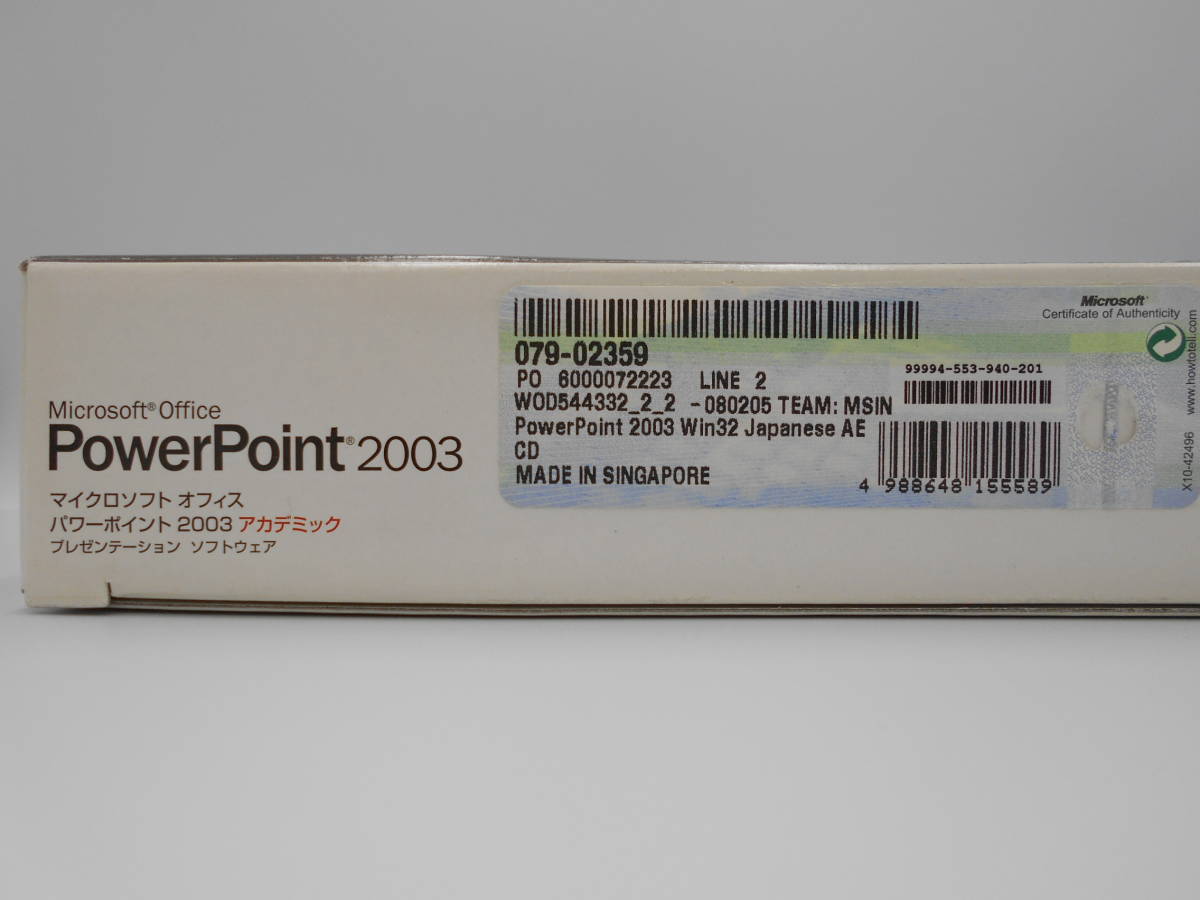 Microsoft® Office
PowerPoint® 2003
マイクロソフト オフィス
パワーポイント 2003 アカデミック
プレゼンテーション ソフトウェア
079-02359
PO 6000072223 LINE 2
WOD544332_2_2 -080205 TEAM: MSIN
PowerPoint 2003 Win32 Japanese AE
CD
MADE IN SINGAPORE
99994-553-940-201
4 988648 155589
Microsoft®
Certificate of Authenticity
www.howtotell.com
X10-42496